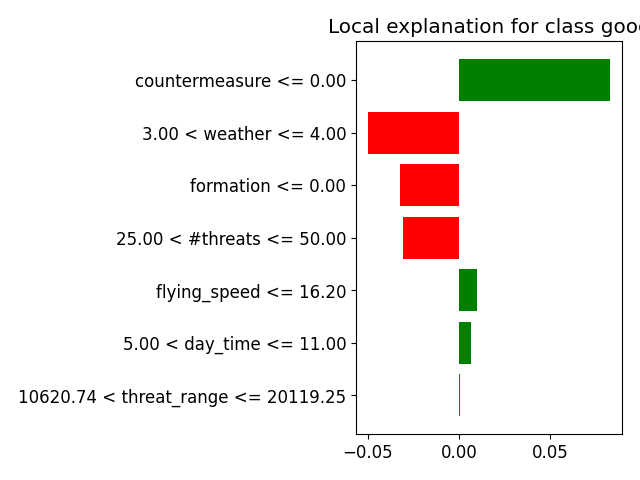 Local explanation for class goo
countermeasure <= 0.00
3.00 < weather <= 4.00
formation <= 0.00
25.00 < #threats <= 50.00
flying_speed <= 16.20
5.00 < day_time <= 11.00
10620.74 < threat_range <= 20119.25
−0.05 0.00 0.05